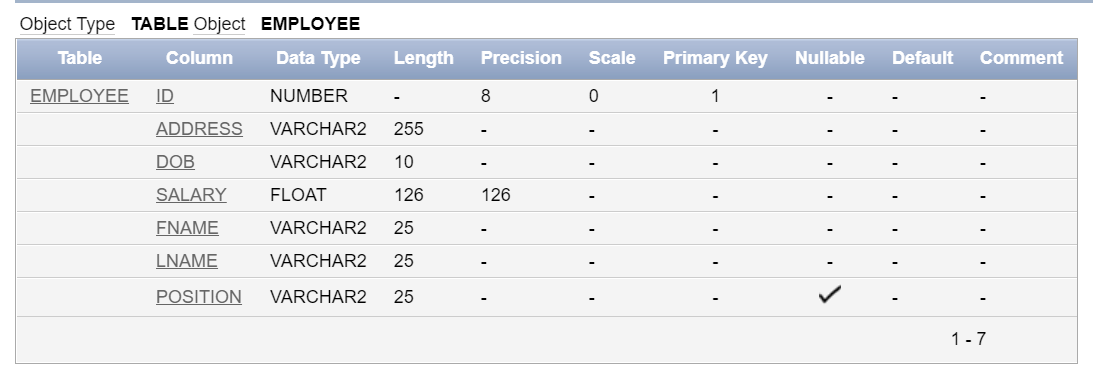 Object Type TABLE Object EMPLOYEE
Table Column Data Type Length Precision Scale Primary Key Nullable Default Comment
EMPLOYEE ID NUMBER - 8 0 1 - - -
ADDRESS VARCHAR2 255 - - - - - -
DOB VARCHAR2 10 - - - - - -
SALARY FLOAT 126 126 - - - - -
FNAME VARCHAR2 25 - - - - - -
LNAME VARCHAR2 25 - - - - - -
POSITION VARCHAR2 25 - - - ✓ - -
1 - 7